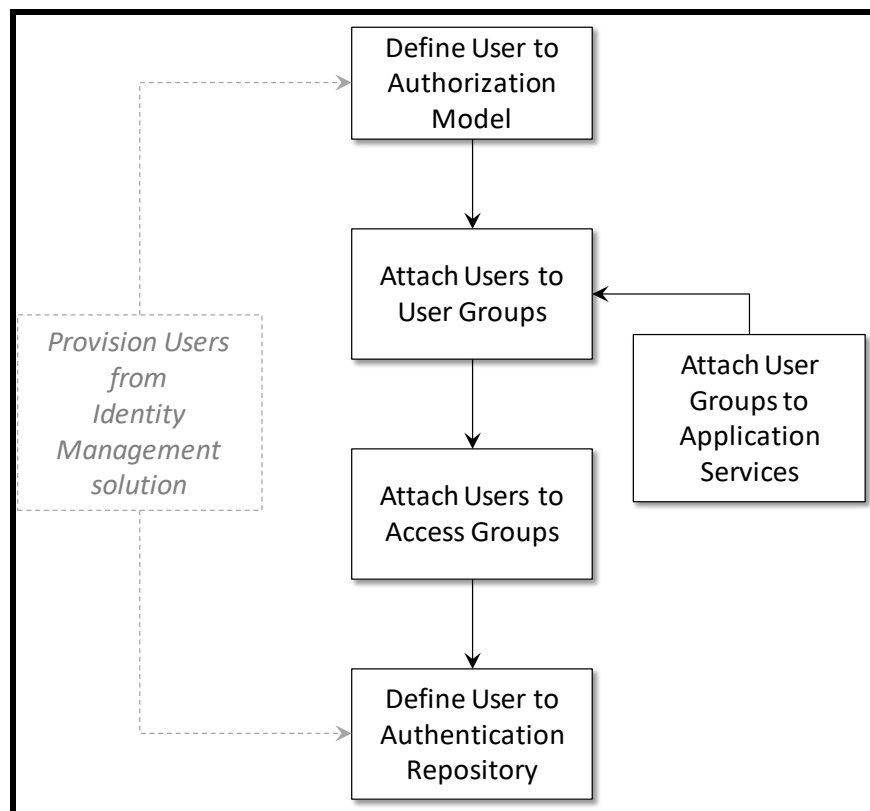 Define User to
Authorization
Model
Attach Users to
User Groups
Provision Users
from
Identity
Management
solution
Attach User
Groups to
Application
Services
Attach Users to
Access Groups
Define User to
Authentication
Repository